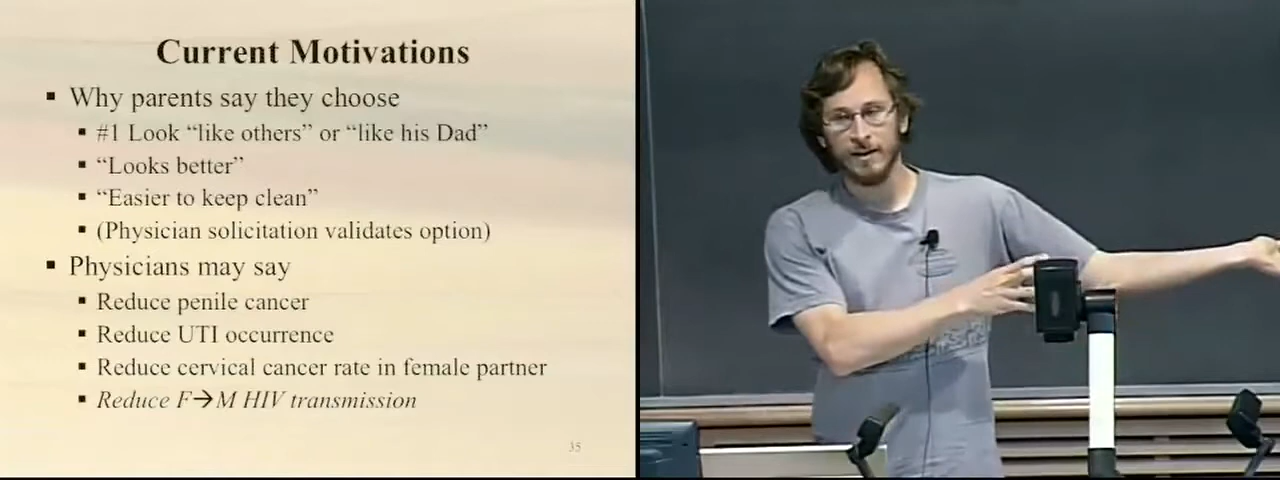 Current Motivations
▪ Why parents say they choose
▪ #1 Look “like others” or “like his Dad”
▪ “Looks better”
▪ “Easier to keep clean”
▪ (Physician solicitation validates option)
▪ Physicians may say
▪ Reduce penile cancer
▪ Reduce UTI occurrence
▪ Reduce cervical cancer rate in female partner
▪ Reduce F→M HIV transmission
35